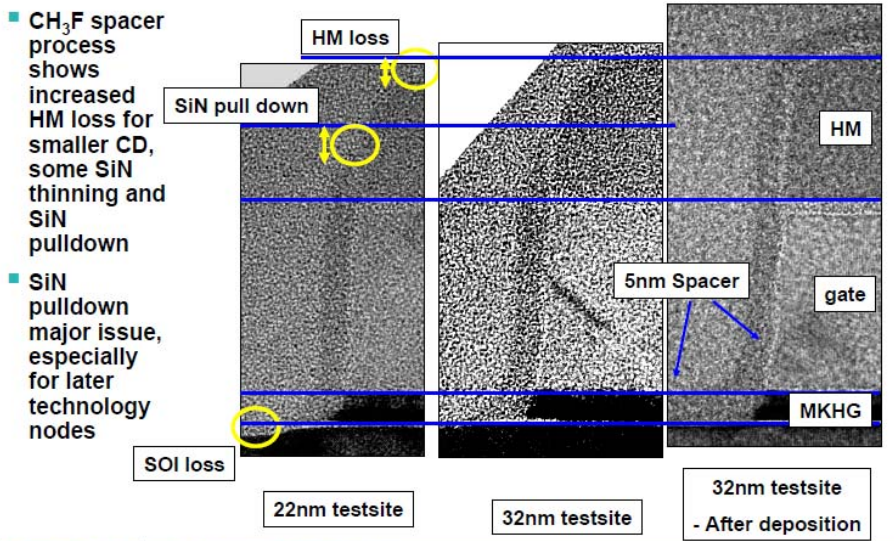 CH₃F spacer
process
shows
increased
HM loss for
smaller CD,
some SiN
thinning and
SiN
pulldown
SiN
pulldown
major issue,
especially
for later
technology
nodes
HM loss
SiN pull down
HM
5nm Spacer
gate
MKHG
SOI loss
22nm testsite
32nm testsite
32nm testsite
- After deposition